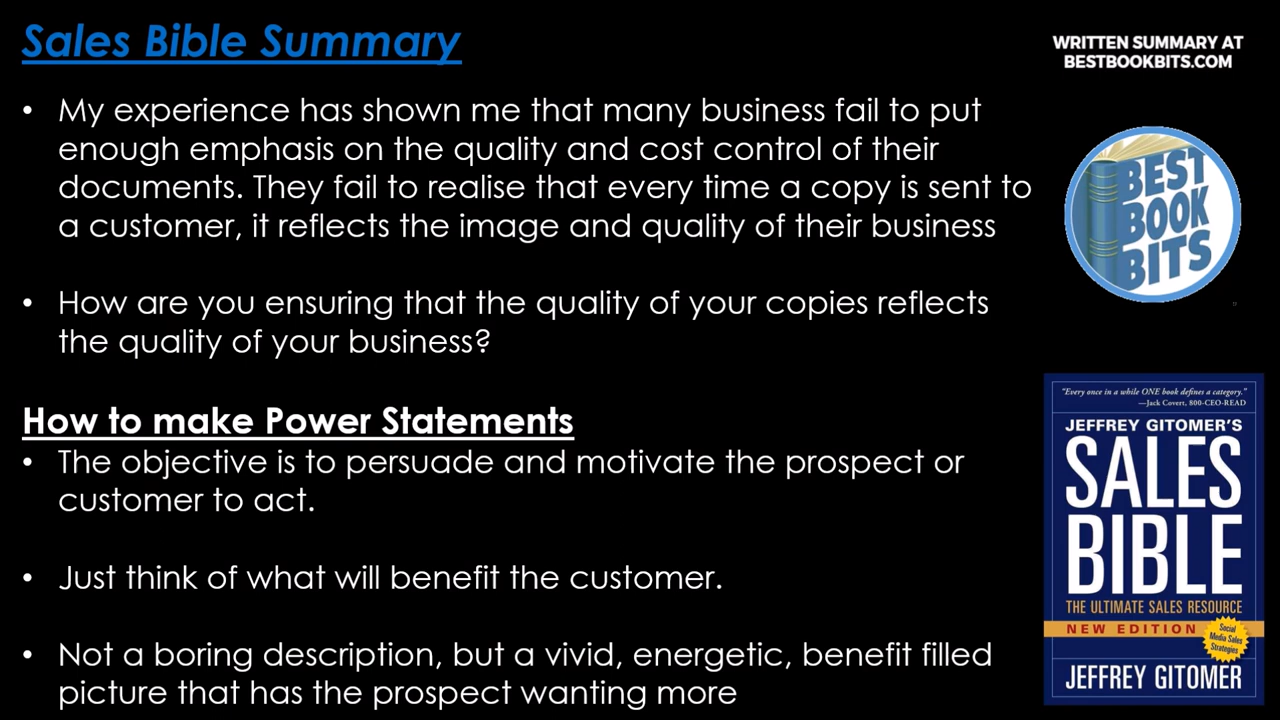 Sales Bible Summary
WRITTEN SUMMARY AT
BESTBOOKBITS.COM
• My experience has shown me that many business fail to put
enough emphasis on the quality and cost control of their
documents. They fail to realise that every time a copy is sent to
a customer, it reflects the image and quality of their business
• How are you ensuring that the quality of your copies reflects
the quality of your business?
How to make Power Statements
• The objective is to persuade and motivate the prospect or
customer to act.
• Just think of what will benefit the customer.
• Not a boring description, but a vivid, energetic, benefit filled
picture that has the prospect wanting more
BEST
BOOK
BITS
"Every once in a while ONE book defines a category."
—Jack Covert, 800-CEO-READ
JEFFREY GITOMER'S
SALES
BIBLE
THE ULTIMATE SALES RESOURCE
NEW EDITION
Social
Media Sales
Strategies
JEFFREY GITOMER